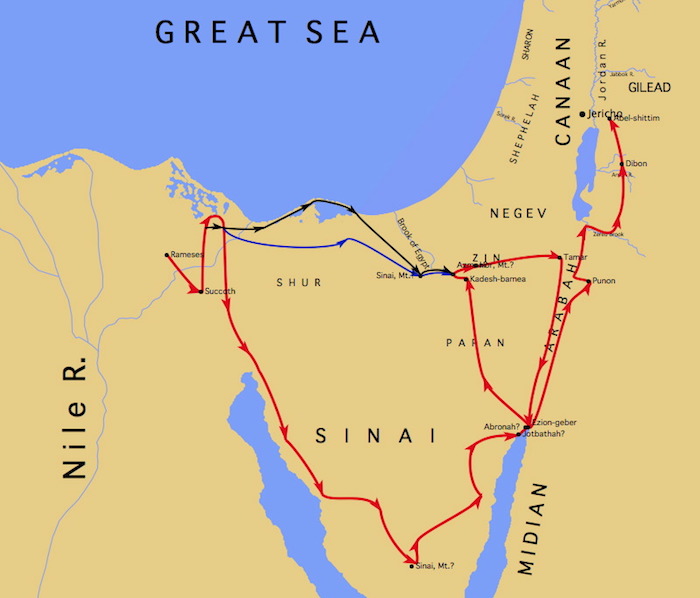 GREAT SEA
SHARON
CANAAN
Jordan R.
Jabbok R.
GILEAD
SHEPHELAH
Jericho
Abel-shittim
Dibon
NEGEV
Zered Brook
Brook of Egypt
Rameses
Succoth
SHUR
ZIN
Hor, Mt.?
Tamar
Sinai, Mt.?
Kadesh-barnea
Punon
ARABAH
PARAN
Nile R.
SINAI
Ezion-geber
Abronah?
Jotbathah?
MIDIAN
Sinai, Mt.?